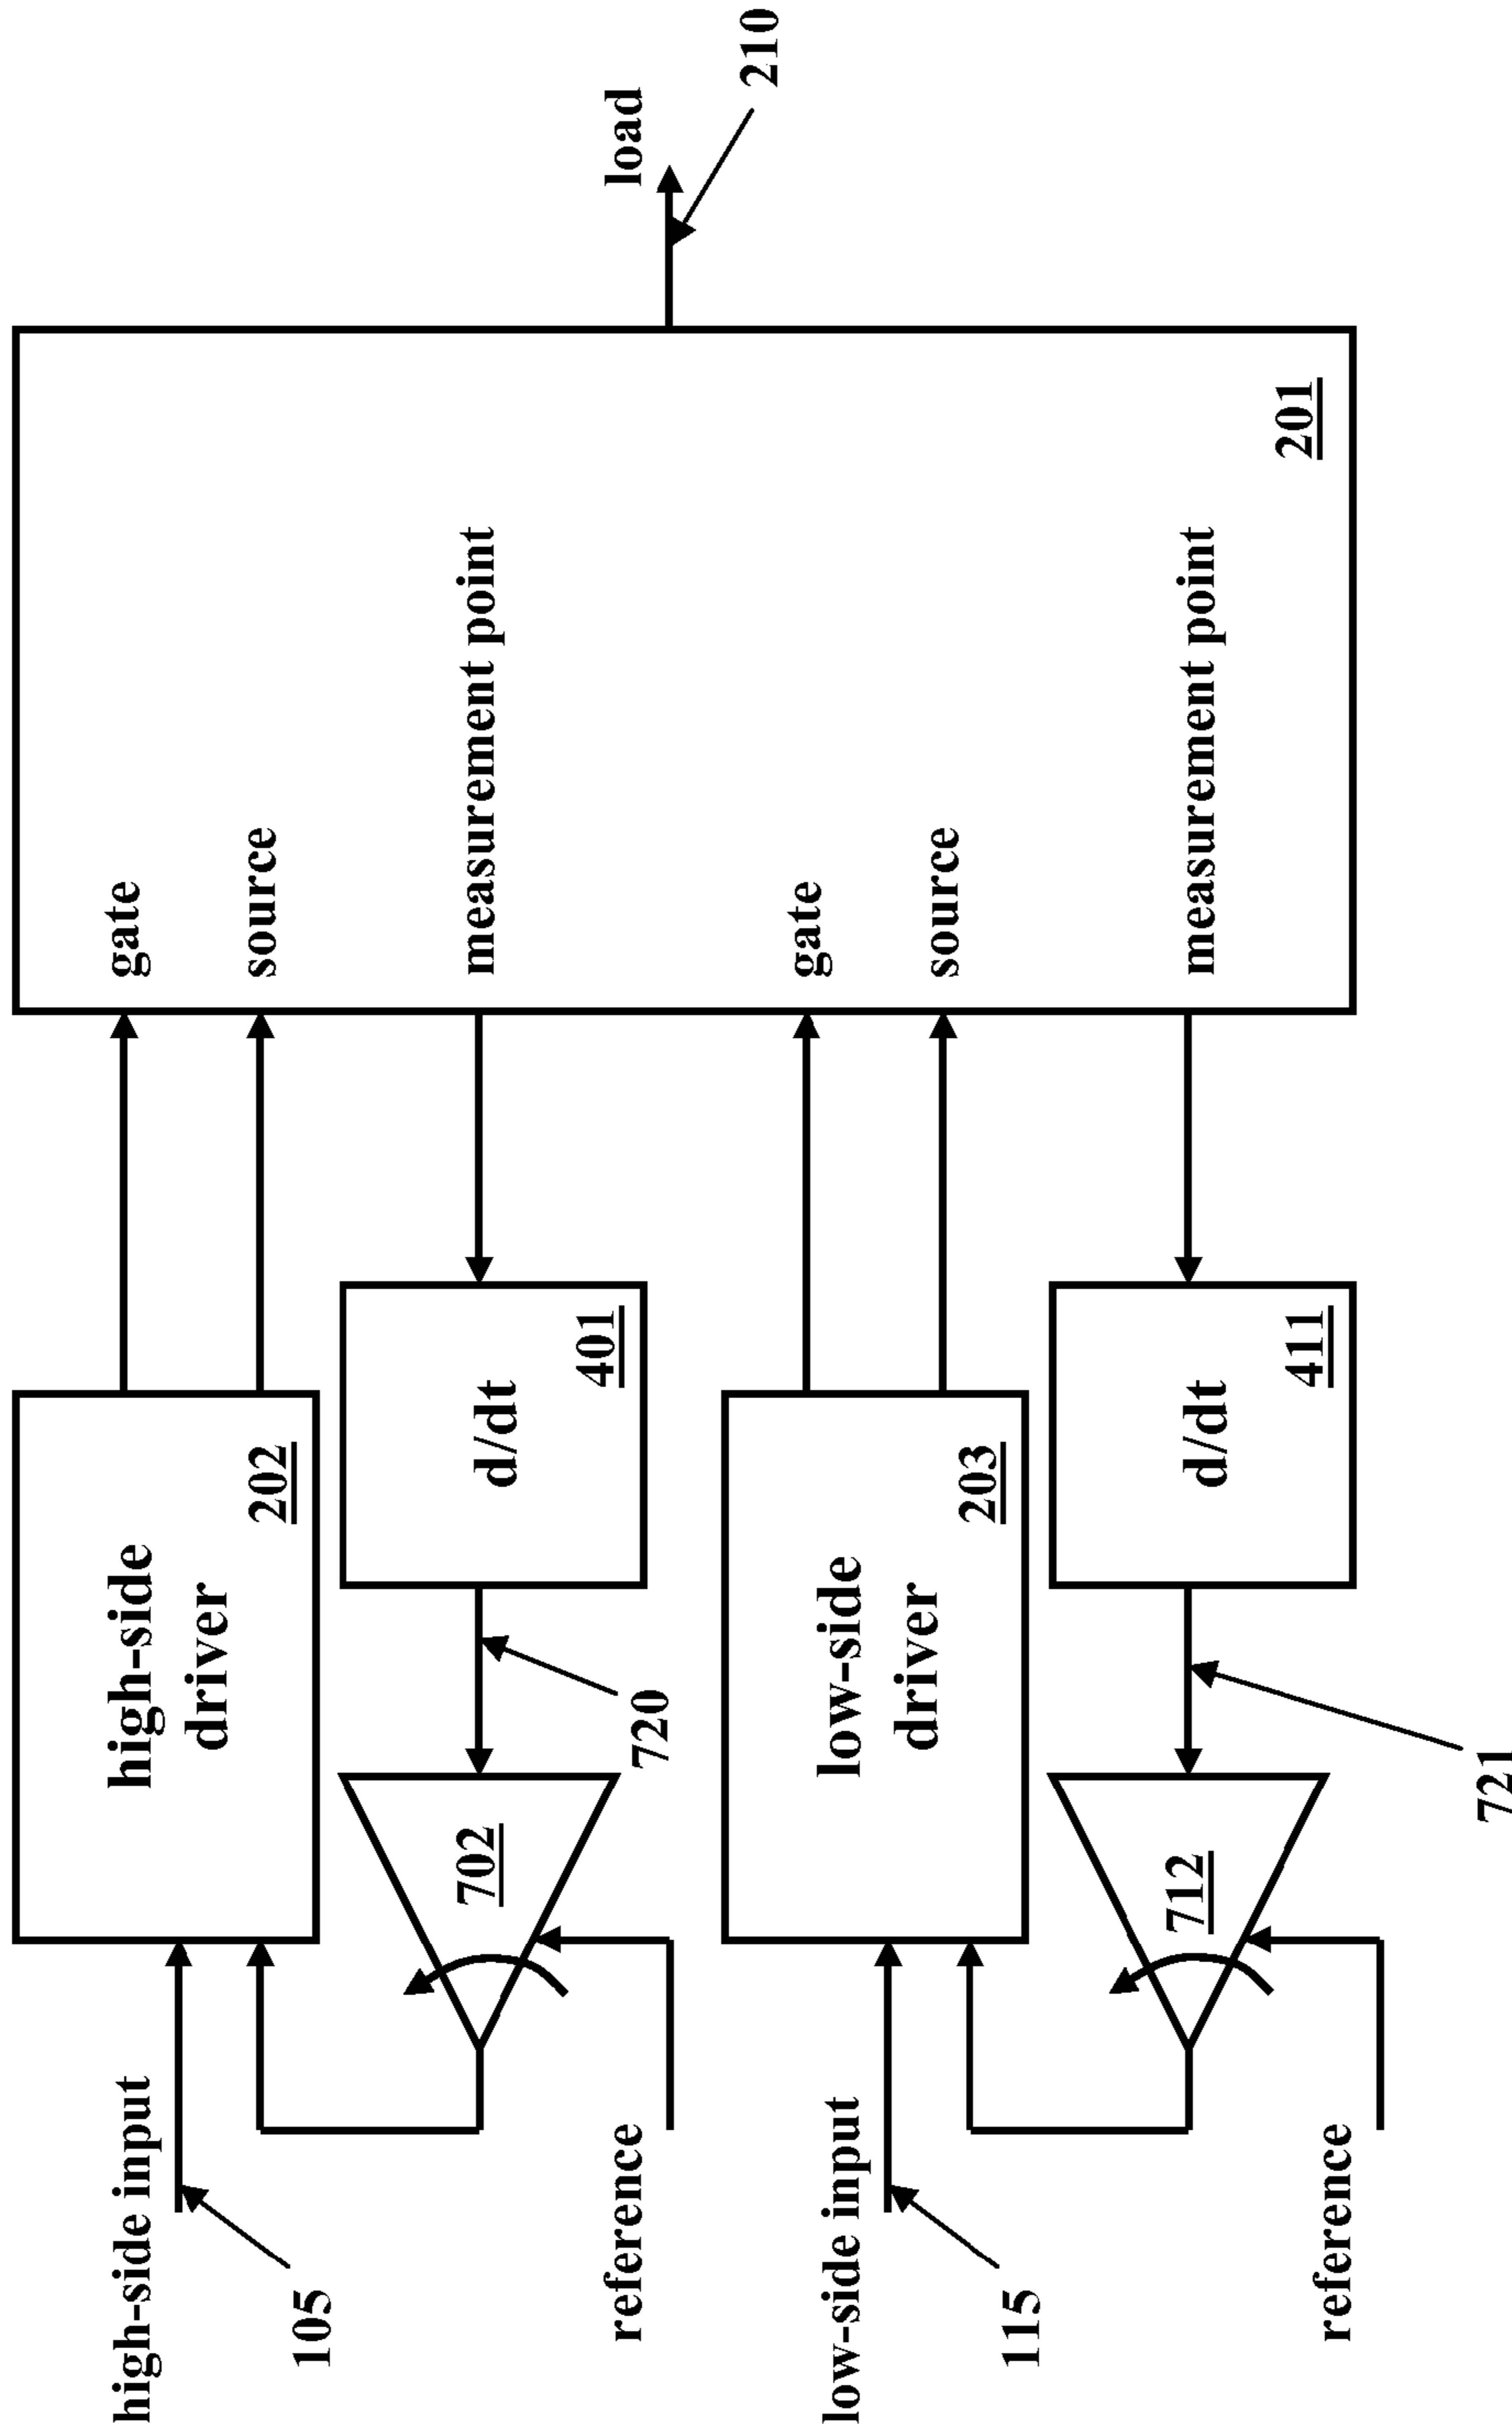 high-side input
105
high-side
driver
202
gate
source
702
720
d/dt
401
measurement point
reference
load
210
low-side input
115
low-side
driver
203
gate
source
712
721
d/dt
411
measurement point
201
reference